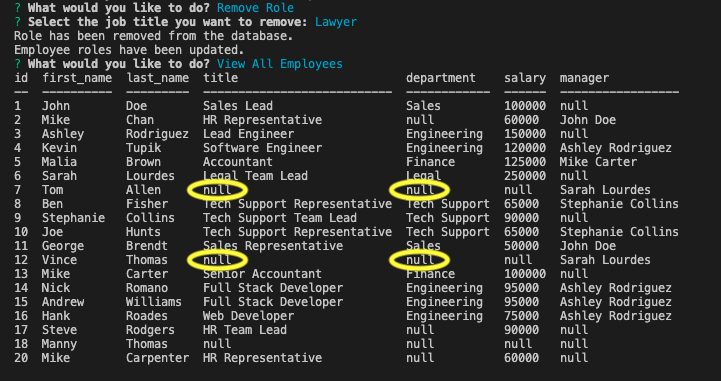 ? What would you like to do? Remove Role
? Select the job title you want to remove: Lawyer
Role has been removed from the database.
Employee roles have been updated.
? What would you like to do? View All Employees
id first_name last_name title department salary manager
-- ---------- --------- --------------------------- ----------- ------ -----------------
1 John Doe Sales Lead Sales 100000 null
2 Mike Chan HR Representative null 60000 John Doe
3 Ashley Rodriguez Lead Engineer Engineering 150000 null
4 Kevin Tupik Software Engineer Engineering 120000 Ashley Rodriguez
5 Malia Brown Accountant Finance 125000 Mike Carter
6 Sarah Lourdes Legal Team Lead Legal 250000 null
7 Tom Allen null null null Sarah Lourdes
8 Ben Fisher Tech Support Representative Tech Support 65000 Stephanie Collins
9 Stephanie Collins Tech Support Team Lead Tech Support 90000 null
10 Joe Hunts Tech Support Representative Tech Support 65000 Stephanie Collins
11 George Brendt Sales Representative Sales 50000 John Doe
12 Vince Thomas null null null Sarah Lourdes
13 Mike Carter Senior Accountant Finance 100000 null
14 Nick Romano Full Stack Developer Engineering 95000 Ashley Rodriguez
15 Andrew Williams Full Stack Developer Engineering 95000 Ashley Rodriguez
16 Hank Roades Web Developer Engineering 75000 Ashley Rodriguez
17 Steve Rodgers HR Team Lead null 90000 null
18 Manny Thomas null null null null
20 Mike Carpenter HR Representative null 60000 null